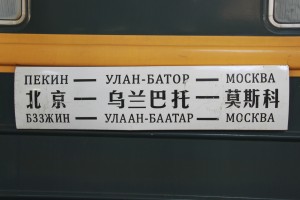 ПЕКИН — УЛАН-БАТОР — МОСКВА
北京 — 乌兰巴托 — 莫斯科
БЭЭЖИН — УЛААН-БААТАР — МОСКВА